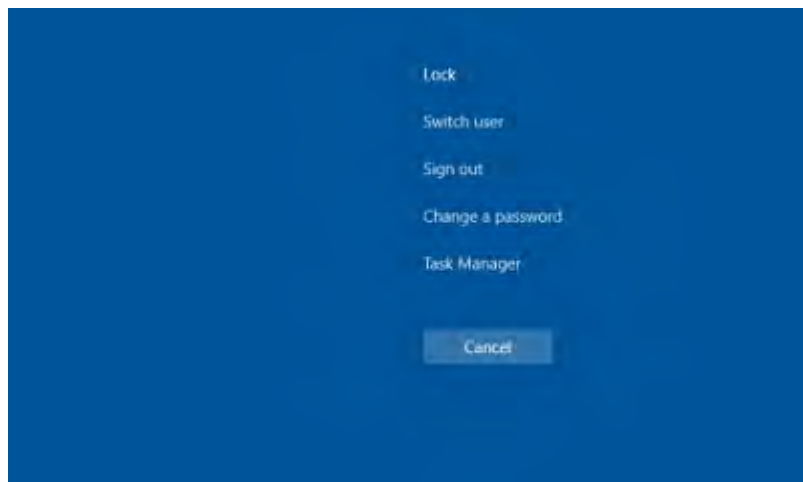 Lock
Switch user
Sign out
Change a password
Task Manager
Cancel